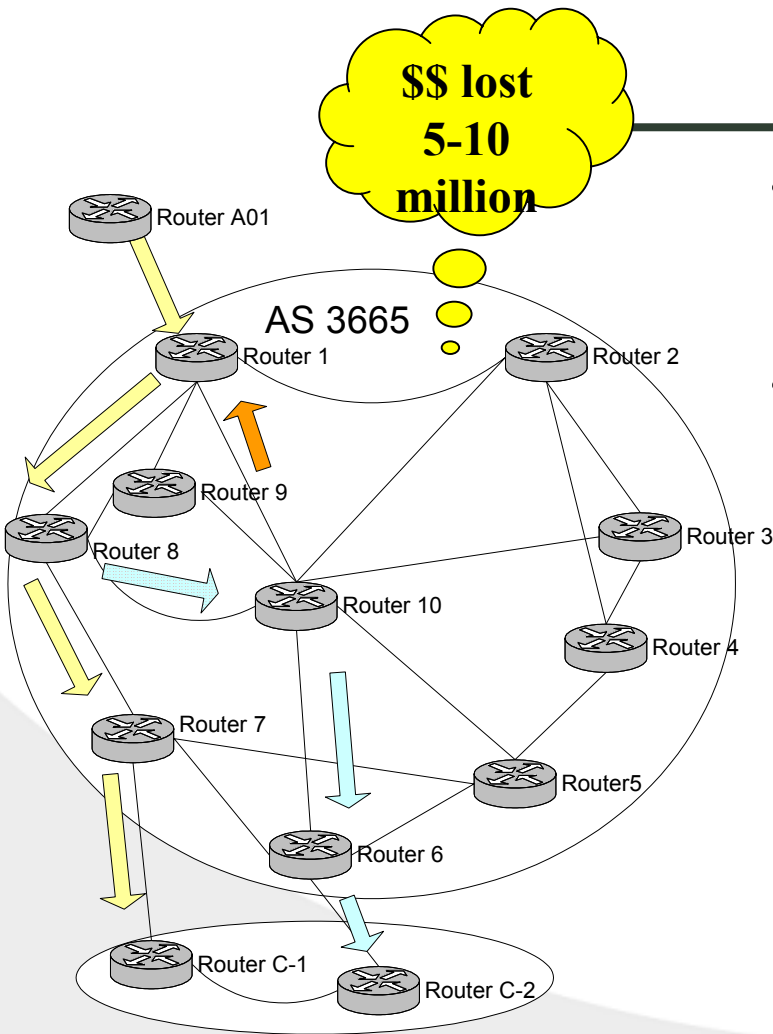 $$ lost
5-10
million
Router A01
AS 3665
Router 1
Router 2
Router 9
Router 3
Router 8
Router 10
Router 4
Router 7
Router5
Router 6
Router C-1
Router C-2